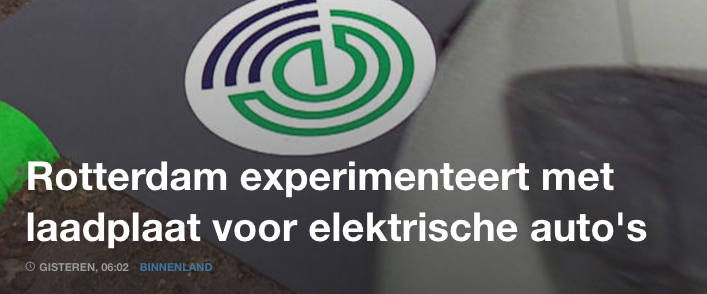 Rotterdam experimenteert met
laadplaat voor elektrische auto's
GISTEREN, 06:02 BINNENLAND